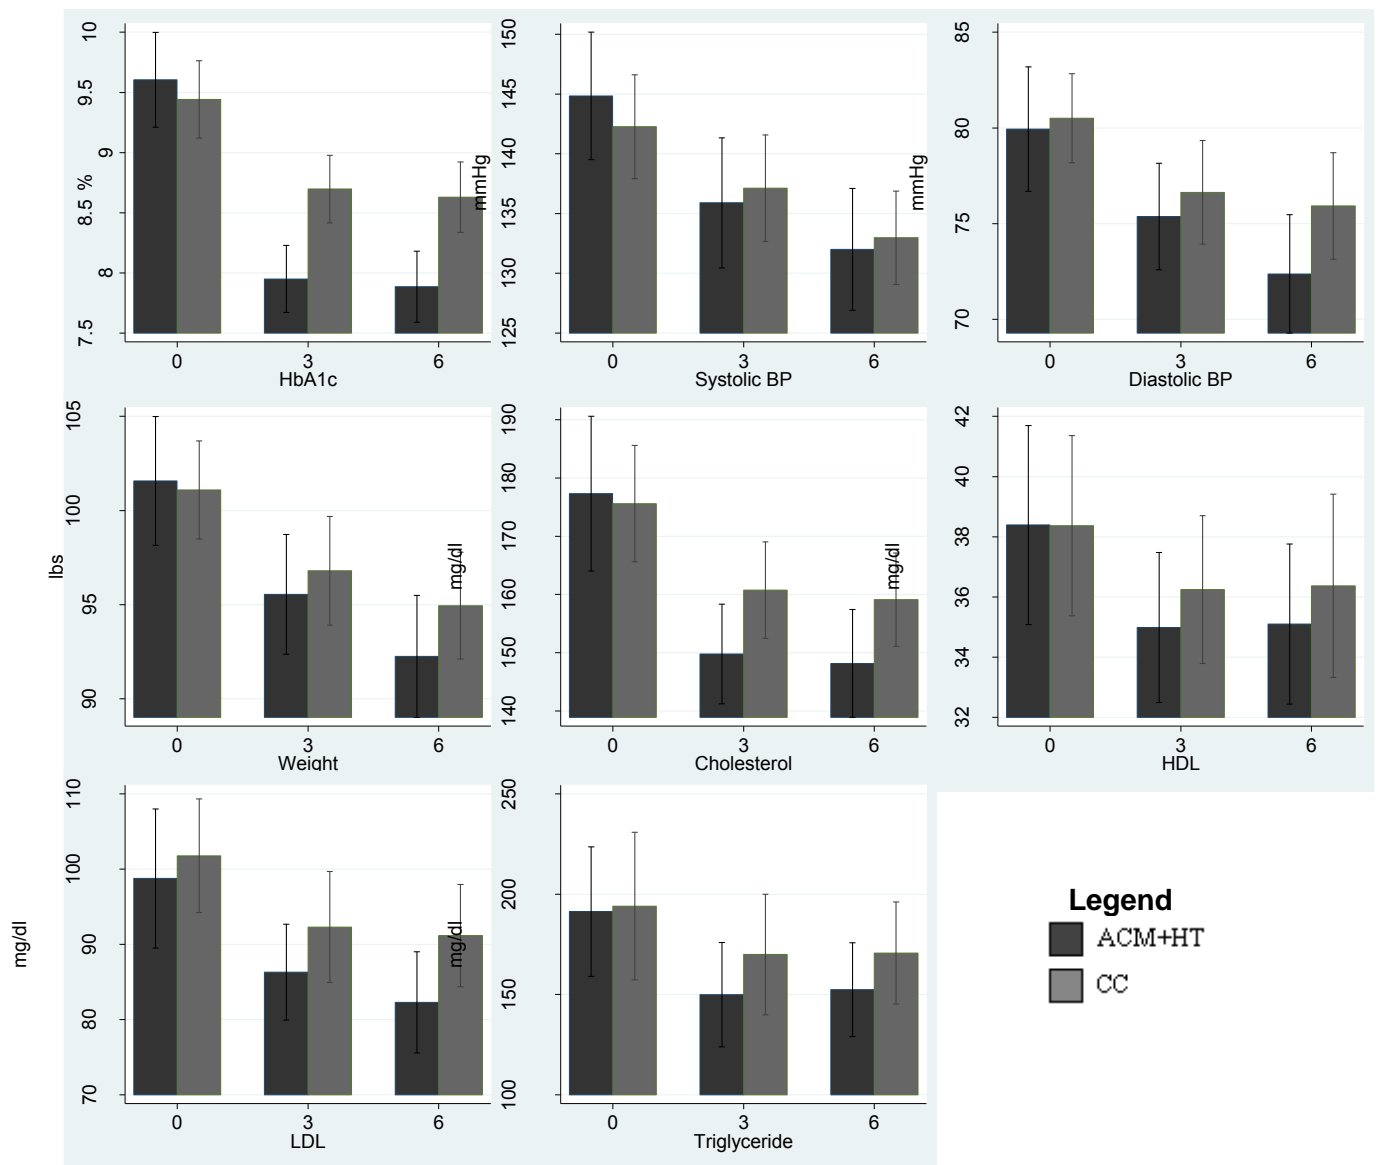 10
9.5
9
8.5
8
7.5
%
0 3 6
HbA1c
150
145
140
135
130
125
mmHg
0 3 6
Systolic BP
85
80
75
70
mmHg
0 3 6
Diastolic BP
105
100
95
90
lbs
0 3 6
Weight
190
180
170
160
150
140
mg/dl
0 3 6
Cholesterol
42
40
38
36
34
32
mg/dl
0 3 6
HDL
110
100
90
80
70
mg/dl
0 3 6
LDL
250
200
150
100
0 3 6
Triglyceride
Legend
ACM+HT
CC